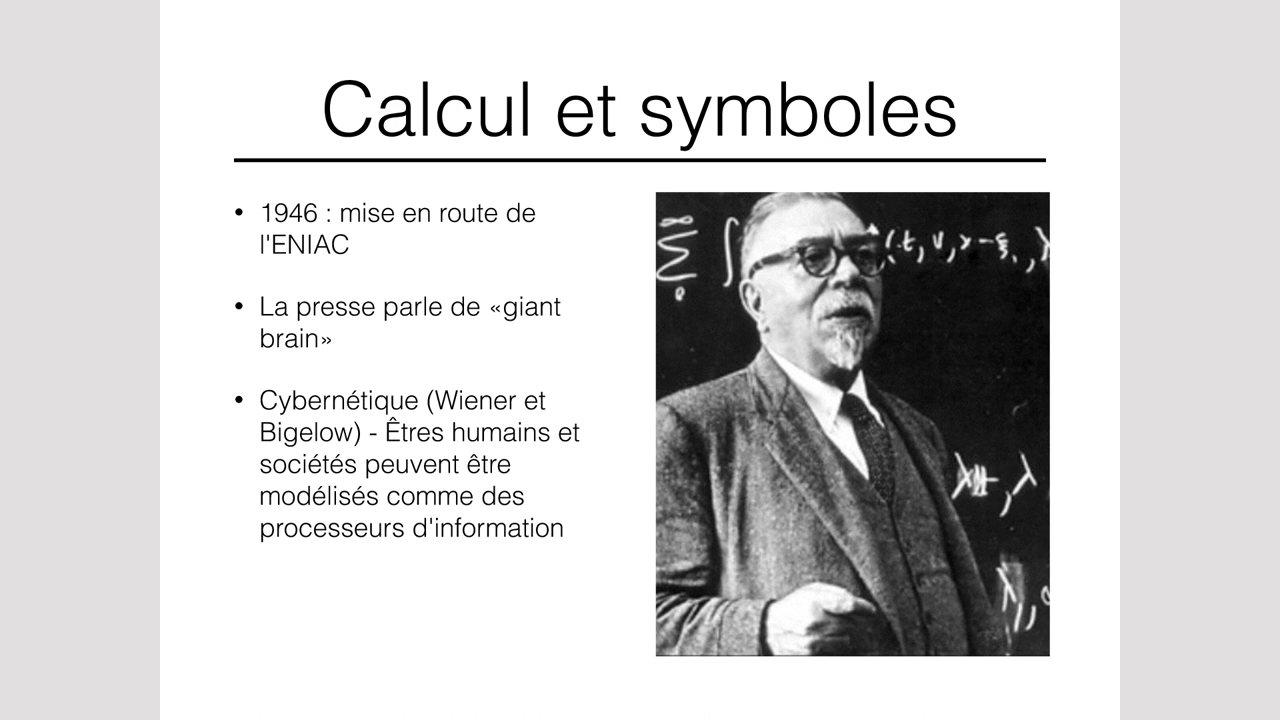 Calcul et symboles
• 1946 : mise en route de
l'ENIAC
• La presse parle de «giant
brain»
• Cybernétique (Wiener et
Bigelow) - Êtres humains et
sociétés peuvent être
modélisés comme des
processeurs d'information